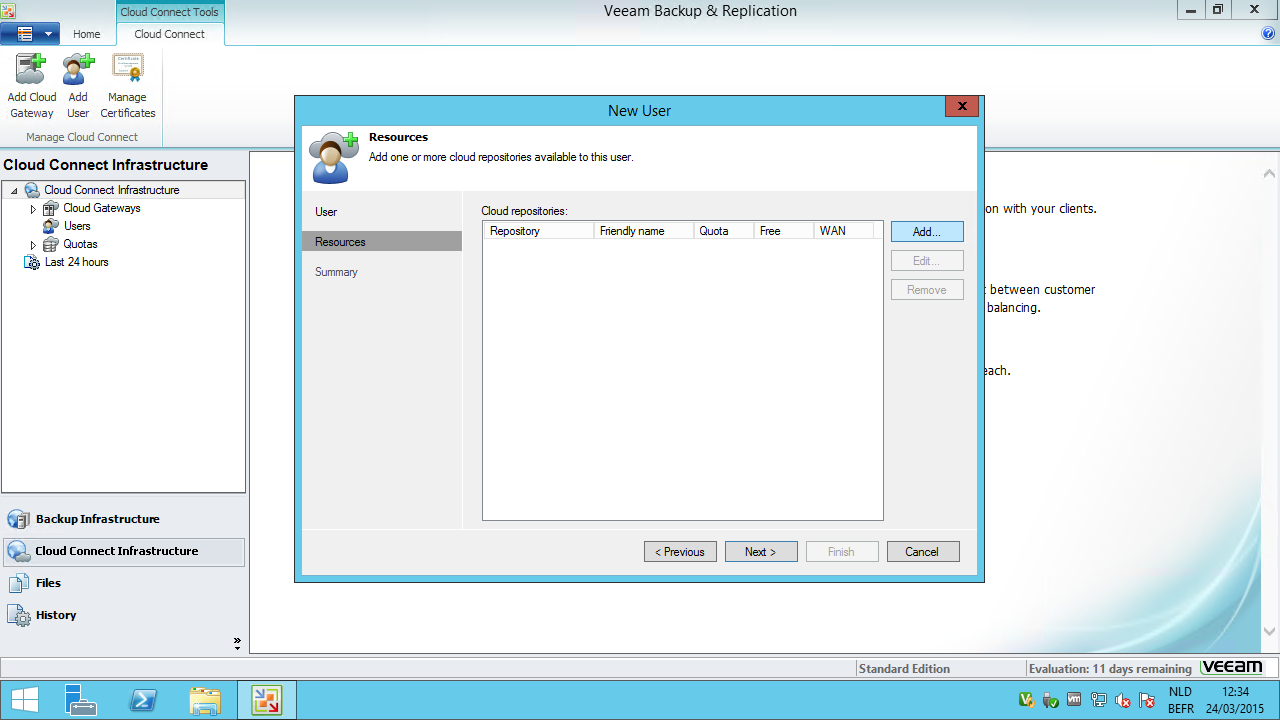 Cloud Connect Tools
Veeam Backup & Replication
Home
Cloud Connect
Add Cloud Gateway
Add User
Manage Certificates
Manage Cloud Connect
Cloud Connect Infrastructure
Cloud Connect Infrastructure
Cloud Gateways
Users
Quotas
Last 24 hours
Backup Infrastructure
Cloud Connect Infrastructure
Files
History
New User
x
Resources
Add one or more cloud repositories available to this user.
User
Resources
Summary
Cloud repositories:
Repository
Friendly name
Quota
Free
WAN
Add...
Edit...
Remove
< Previous
Next >
Finish
Cancel
on with your clients.
between customer
balancing.
each.
Standard Edition
Evaluation: 11 days remaining
veeam
NLD
BEFR
12:34
24/03/2015